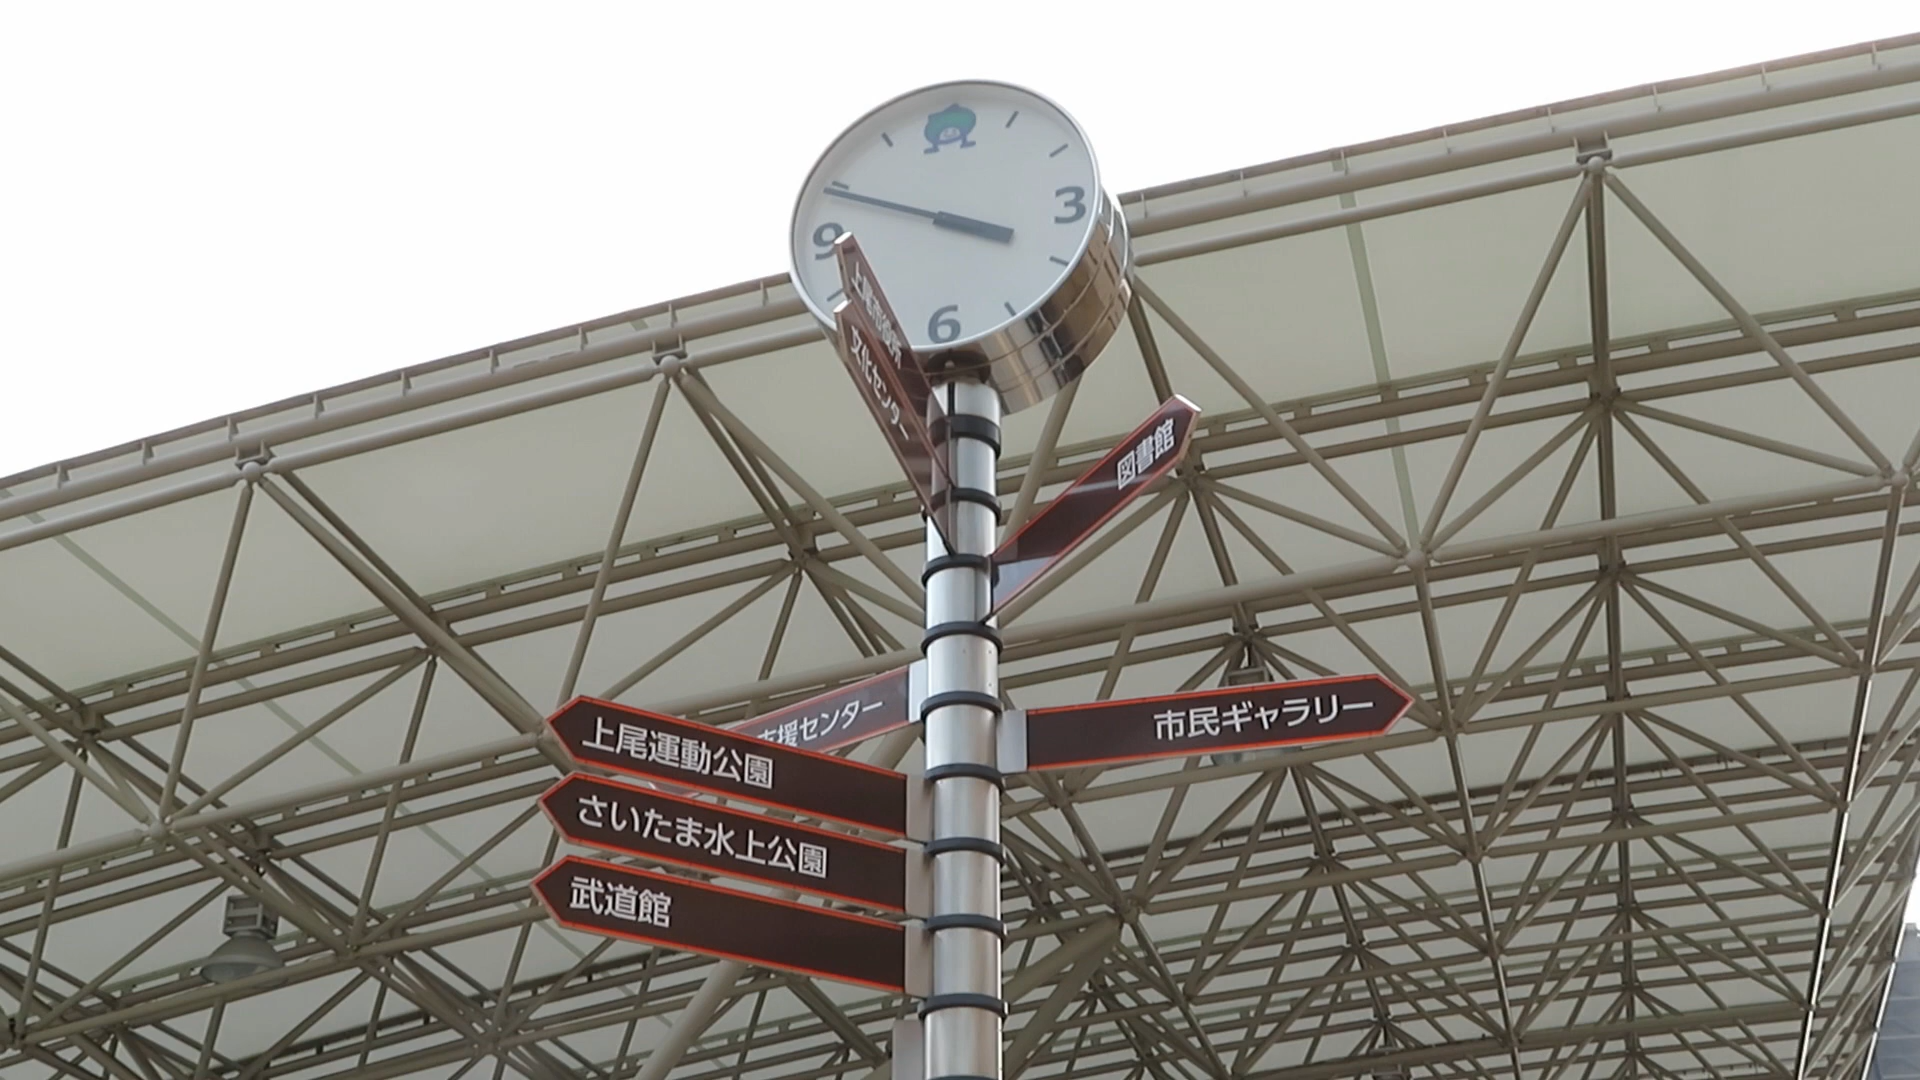 3
9
6
上尾市役所
文化センター
図書館
支援センター
市民ギャラリー
上尾運動公園
さいたま水上公園
武道館